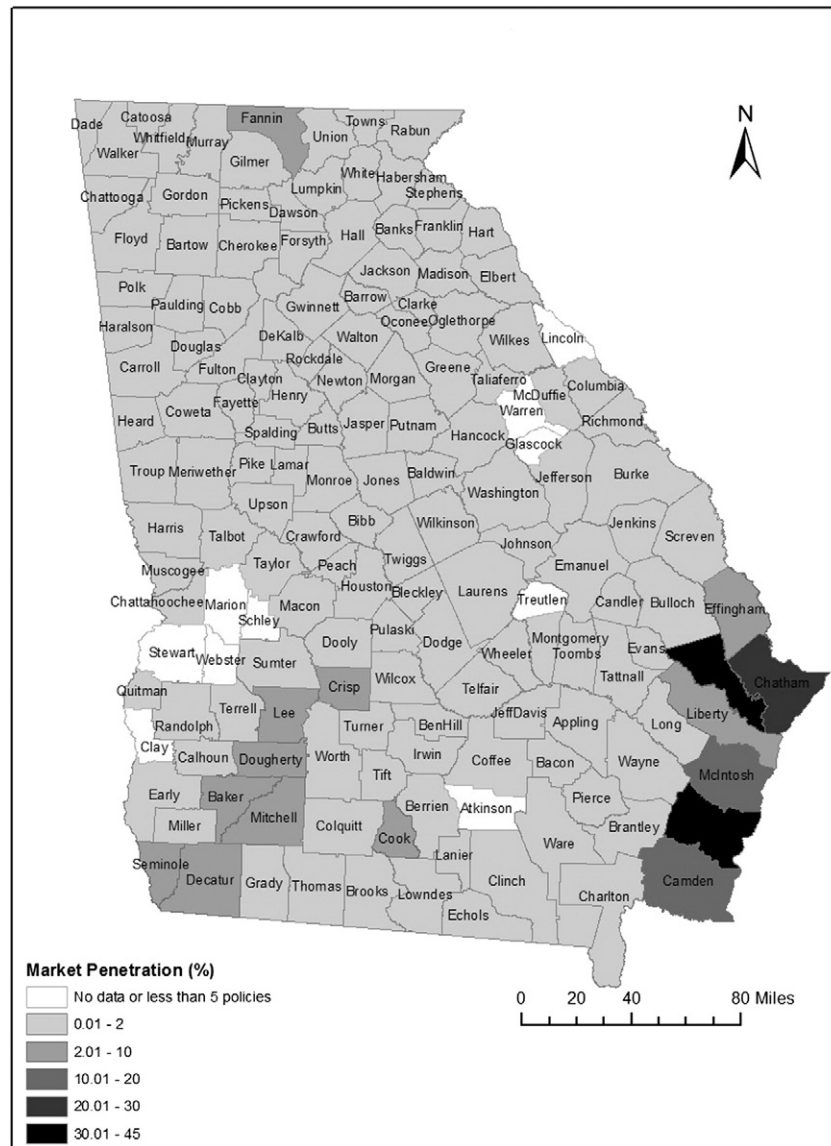 N
Fannin
Towns
Catoosa
Dade
Whitfield
Murray
Union
Rabun
Walker
Gilmer
White
Habersham
Lumpkin
Stephens
Chattooga
Gordon
Pickens
Dawson
Banks
Franklin
Hart
Floyd
Bartow
Cherokee
Forsyth
Hall
Jackson
Madison
Elbert
Polk
Paulding
Cobb
Gwinnett
Barrow
Clarke
Haralson
Oconee
Oglethorpe
DeKalb
Walton
Wilkes
Lincoln
Douglas
Rockdale
Carroll
Fulton
Clayton
Newton
Morgan
Greene
Taliaferro
Columbia
McDuffie
Henry
Fayette
Warren
Heard
Coweta
Butts
Jasper
Putnam
Richmond
Spalding
Hancock
Glascock
Troup
Meriwether
Pike
Lamar
Monroe
Jones
Baldwin
Jefferson
Burke
Washington
Upson
Harris
Talbot
Crawford
Bibb
Wilkinson
Jenkins
Screven
Johnson
Emanuel
Muscogee
Taylor
Peach
Twiggs
Houston
Bleckley
Laurens
Chattahoochee
Marion
Macon
Treutlen
Candler
Bulloch
Effingham
Schley
Pulaski
Dodge
Montgomery
Stewart
Webster
Sumter
Dooly
Wheeler
Toombs
Evans
Tattnall
Chatham
Quitman
Crisp
Wilcox
Telfair
Randolph
Terrell
Lee
Turner
BenHill
JeffDavis
Appling
Long
Liberty
Clay
Calhoun
Dougherty
Worth
Irwin
Coffee
Bacon
Wayne
McIntosh
Tift
Early
Baker
Mitchell
Berrien
Atkinson
Pierce
Miller
Colquitt
Cook
Ware
Brantley
Lanier
Seminole
Decatur
Grady
Thomas
Brooks
Lowndes
Clinch
Charlton
Camden
Echols
Market Penetration (%)
No data or less than 5 policies
0.01 - 2
2.01 - 10
10.01 - 20
20.01 - 30
30.01 - 45
0 20 40 80 Miles